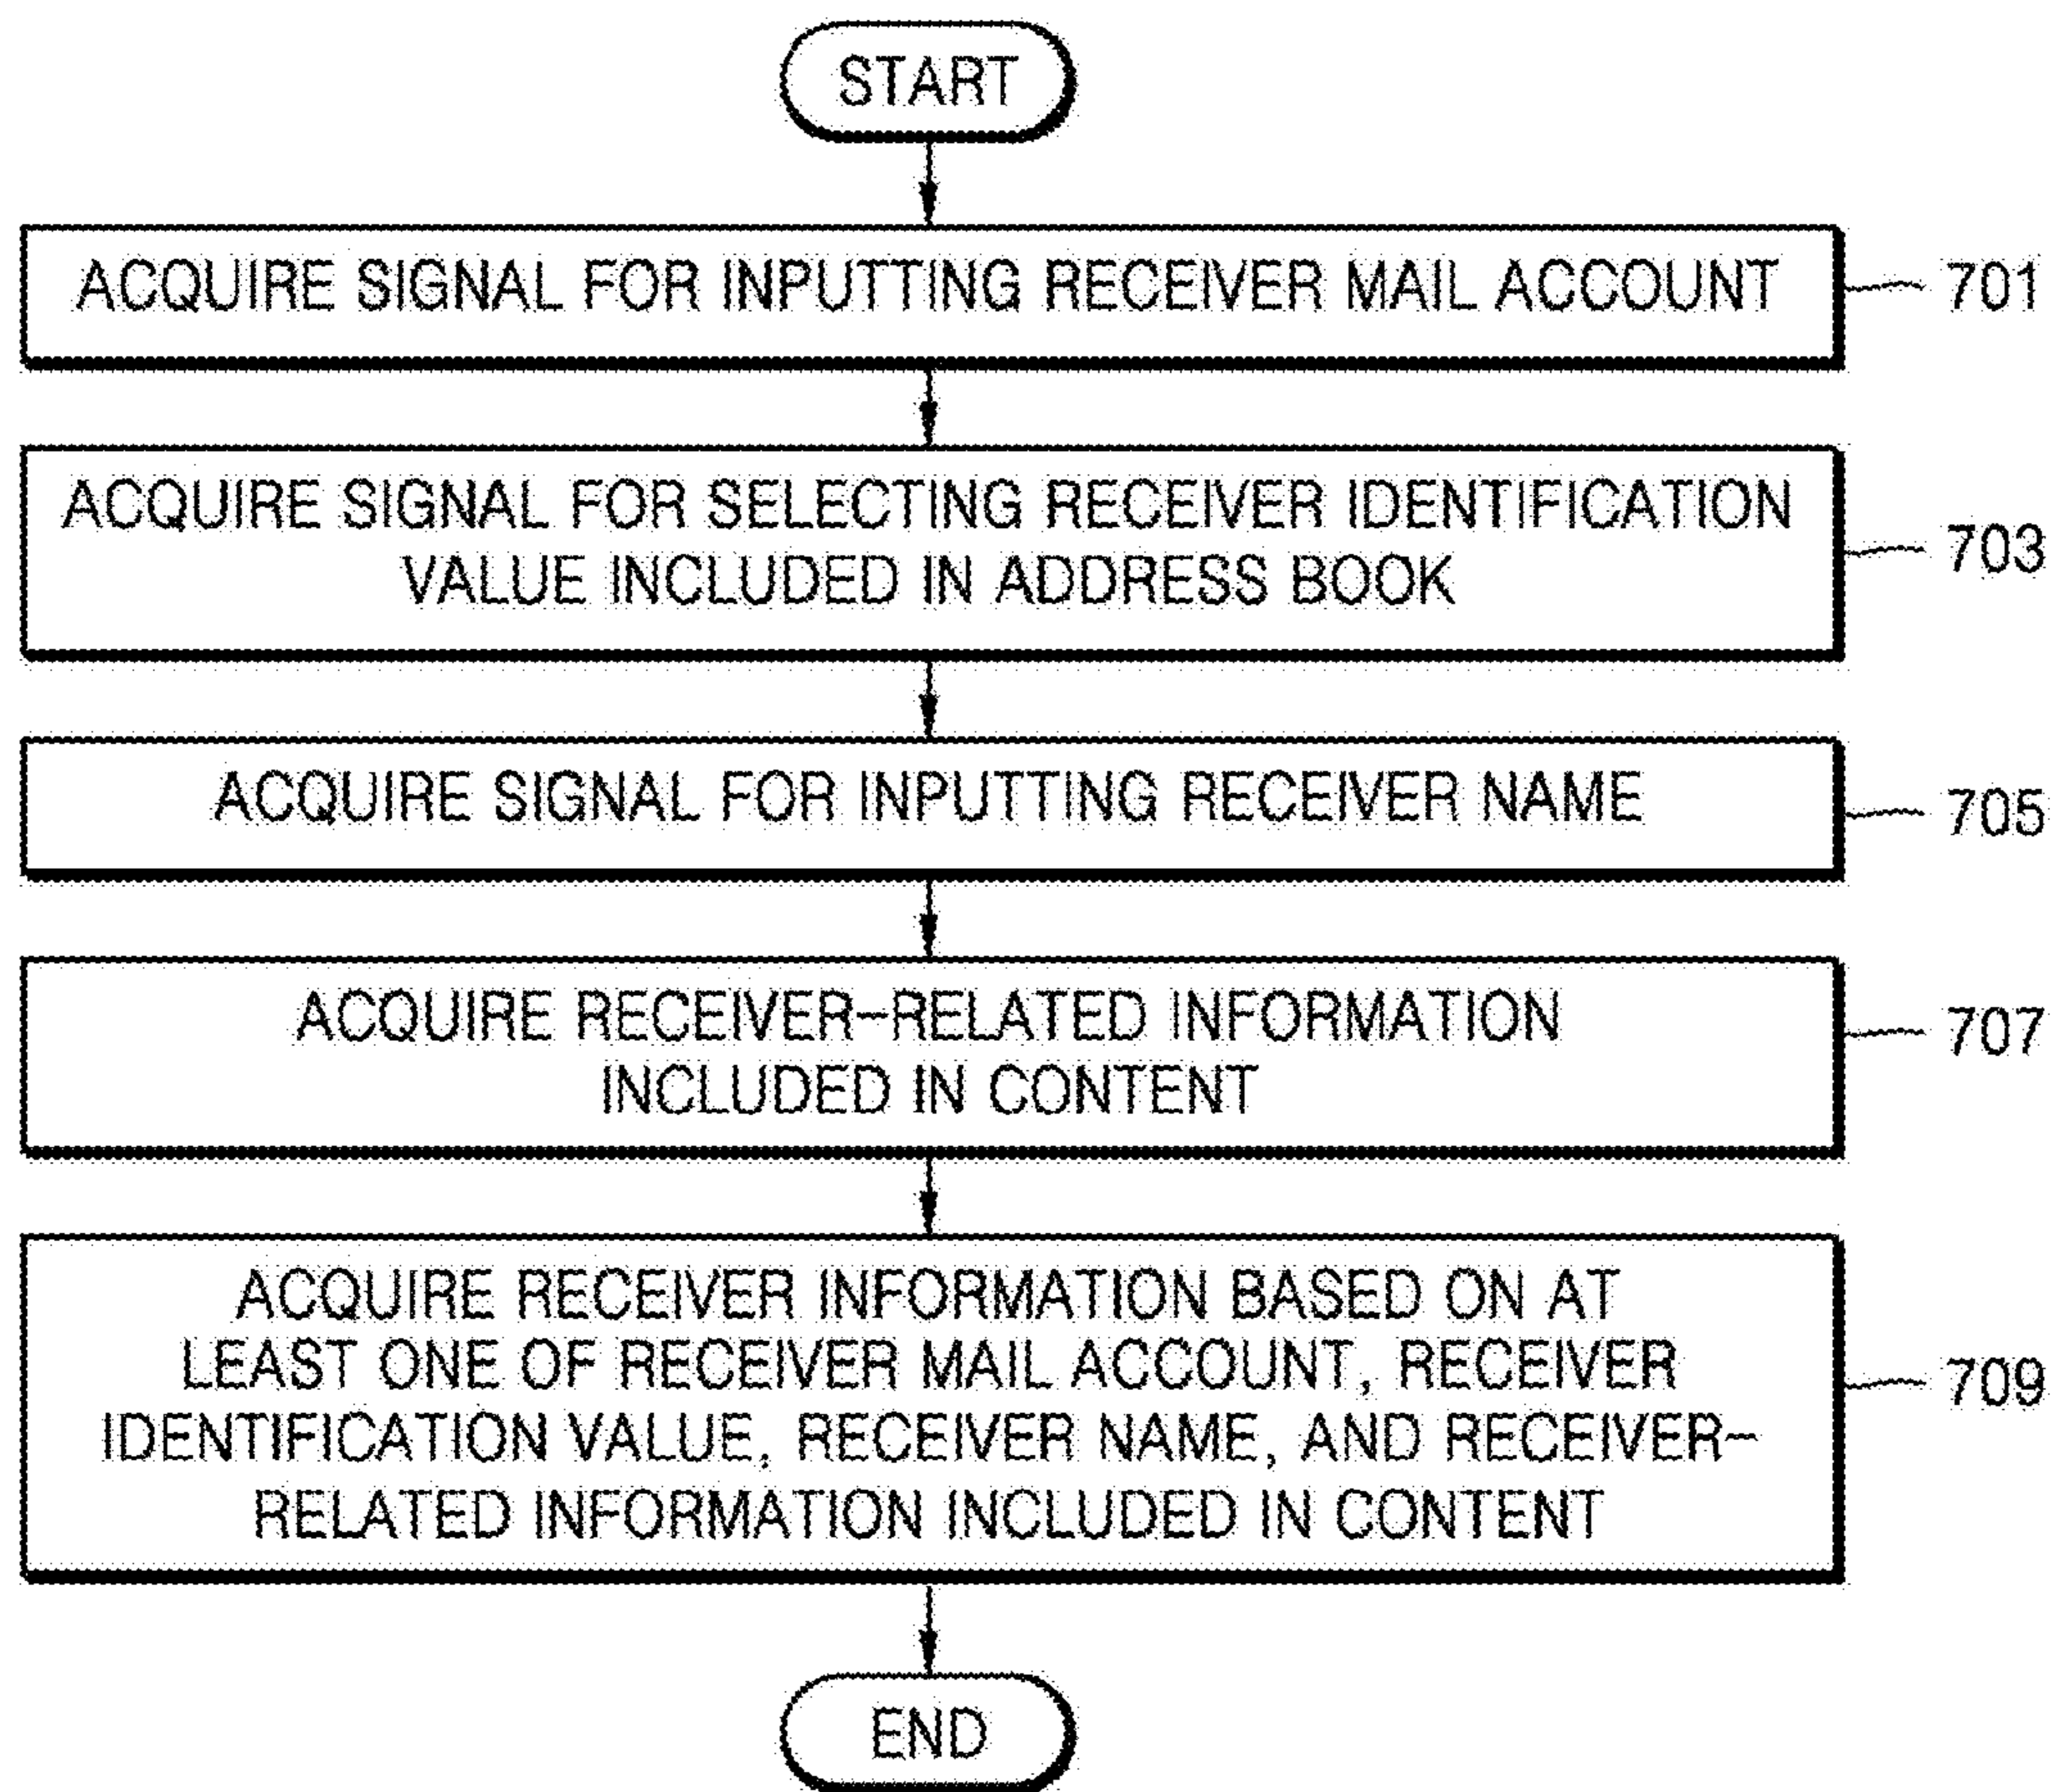 START
ACQUIRE SIGNAL FOR INPUTTING RECEIVER MAIL ACCOUNT
701
ACQUIRE SIGNAL FOR SELECTING RECEIVER IDENTIFICATION
VALUE INCLUDED IN ADDRESS BOOK
703
ACQUIRE SIGNAL FOR INPUTTING RECEIVER NAME
705
ACQUIRE RECEIVER-RELATED INFORMATION
INCLUDED IN CONTENT
707
ACQUIRE RECEIVER INFORMATION BASED ON AT
LEAST ONE OF RECEIVER MAIL ACCOUNT, RECEIVER
IDENTIFICATION VALUE, RECEIVER NAME, AND RECEIVER-
RELATED INFORMATION INCLUDED IN CONTENT
709
END